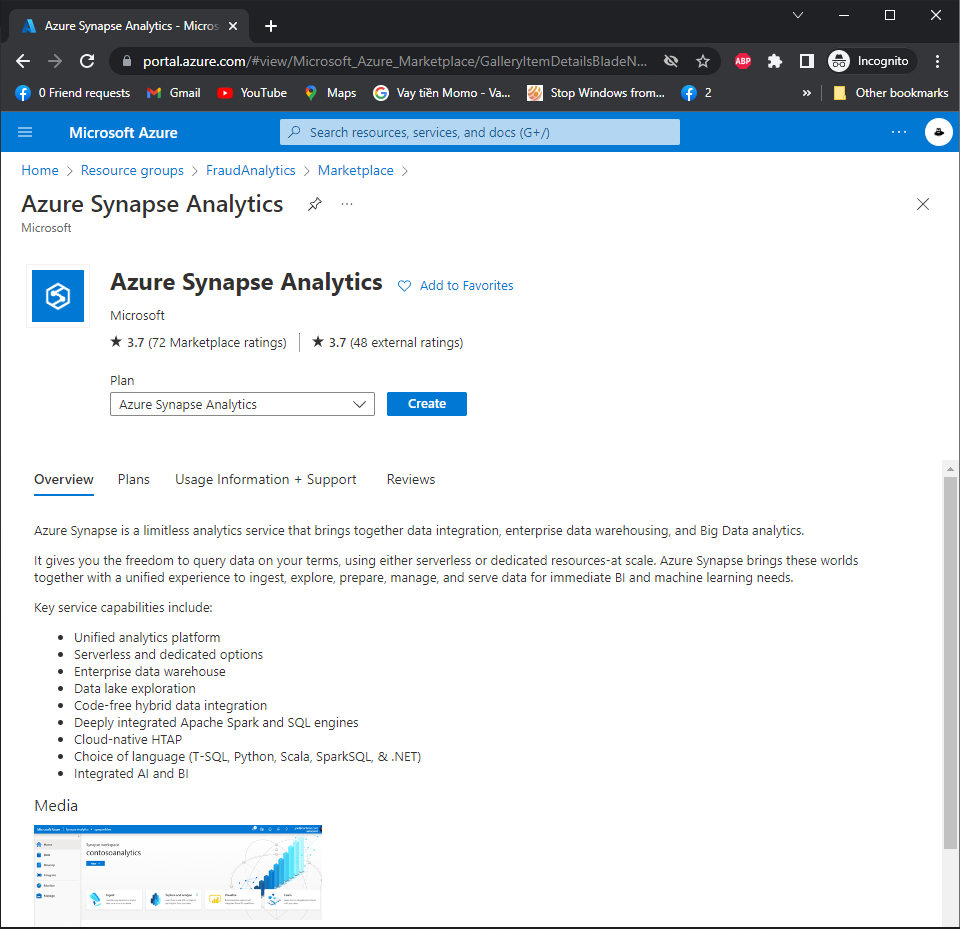 Azure Synapse Analytics - Micros
portal.azure.com/#view/Microsoft_Azure_Marketplace/GalleryItemDetailsBladeN...
ABP
Incognito
0 Friend requests
Gmail
YouTube
Maps
Vay tiền Momo - Va...
Stop Windows from...
2
»
Other bookmarks
Microsoft Azure
Search resources, services, and docs (G+/)
...
Home > Resource groups > FraudAnalytics > Marketplace >
Azure Synapse Analytics
...
Microsoft
Azure Synapse Analytics
Add to Favorites
Microsoft
★ 3.7 (72 Marketplace ratings) | ★ 3.7 (48 external ratings)
Plan
Azure Synapse Analytics
Create
Overview
Plans
Usage Information + Support
Reviews
Azure Synapse is a limitless analytics service that brings together data integration, enterprise data warehousing, and Big Data analytics.
It gives you the freedom to query data on your terms, using either serverless or dedicated resources-at scale. Azure Synapse brings these worlds
together with a unified experience to ingest, explore, prepare, manage, and serve data for immediate BI and machine learning needs.
Key service capabilities include:
• Unified analytics platform
• Serverless and dedicated options
• Enterprise data warehouse
• Data lake exploration
• Code-free hybrid data integration
• Deeply integrated Apache Spark and SQL engines
• Cloud-native HTAP
• Choice of language (T-SQL, Python, Scala, SparkSQL, & .NET)
• Integrated AI and BI
Media
Microsoft Azure
Synapse workspace
contosoanalytics